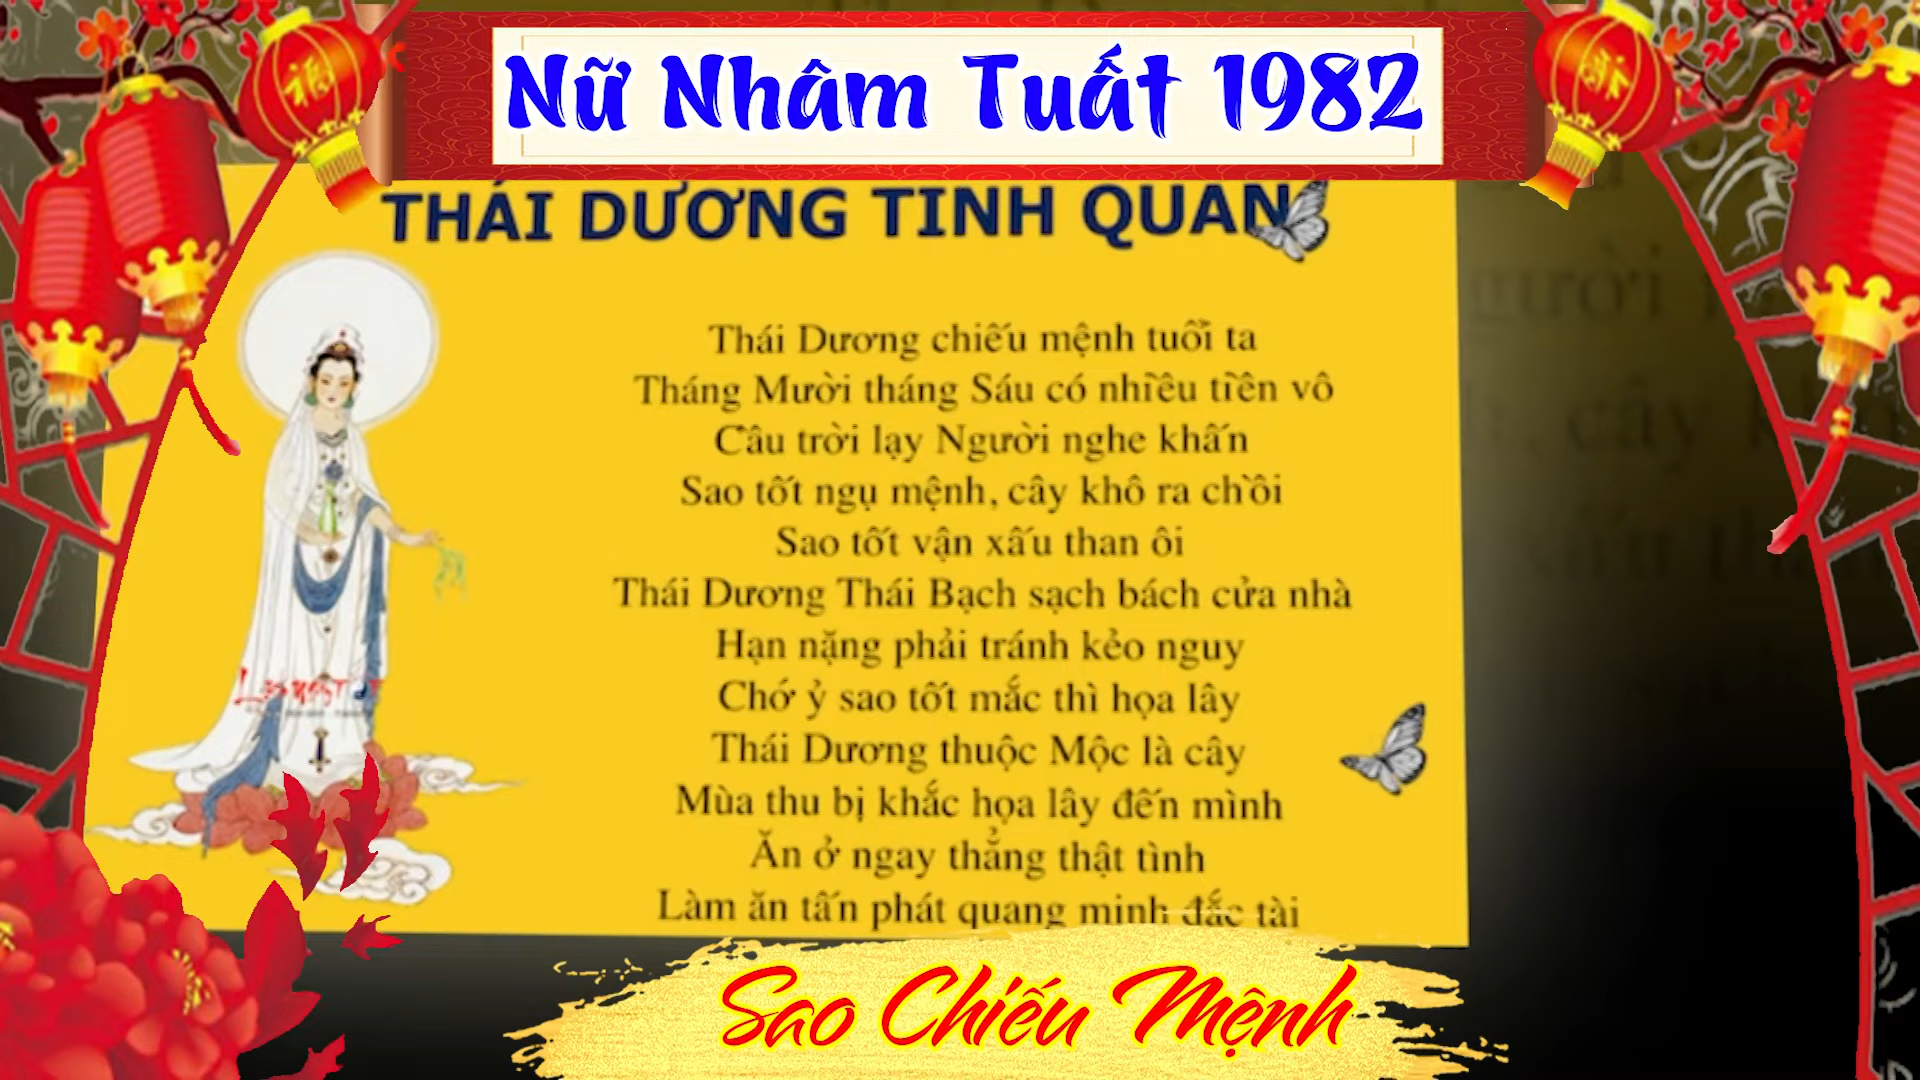 Nữ Nhâm Tuất 1982
THÁI DƯƠNG TINH QUAN
Thái Dương chiếu mệnh tuổi ta
Tháng Mười tháng Sáu có nhiều tiền vô
Cầu trời lạy Người nghe khấn
Sao tốt ngụ mệnh, cây khô ra chồi
Sao tốt vận xấu than ôi
Thái Dương Thái Bạch sạch bách cửa nhà
Hạn nặng phải tránh kẻo nguy
Chớ ỷ sao tốt mắc thì họa lây
Thái Dương thuộc Mộc là cây
Mùa thu bị khắc họa lây đến mình
Ăn ở ngay thẳng thật tình
Làm ăn tấn phát quang minh đắc tài
Sao Chiếu Mệnh